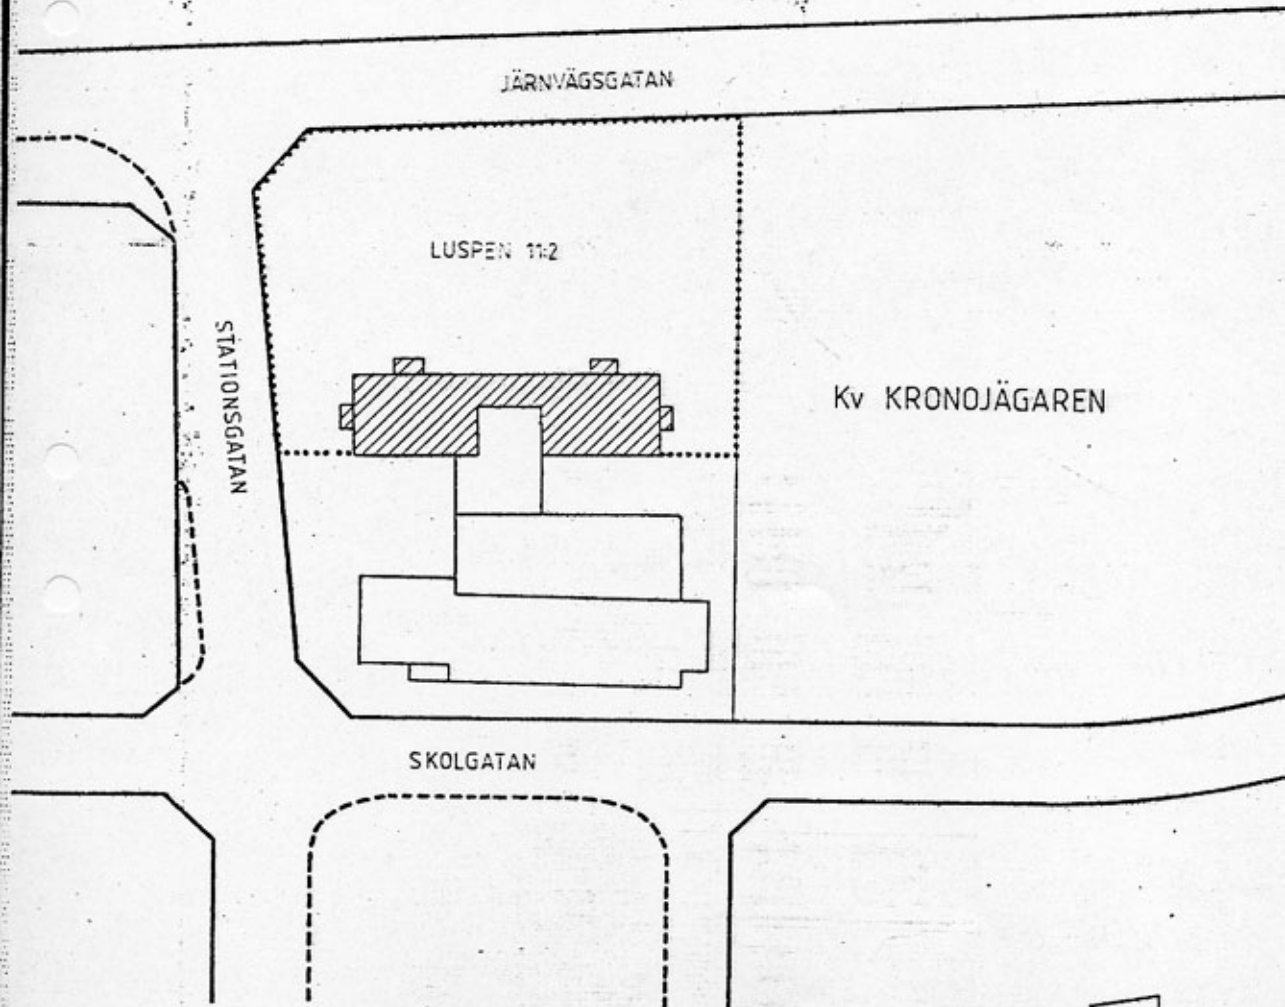 JÄRNVÄGSGATAN
LUSPEN 11:2
STATIONSGATAN
Kv KRONOJÄGAREN
SKOLGATAN